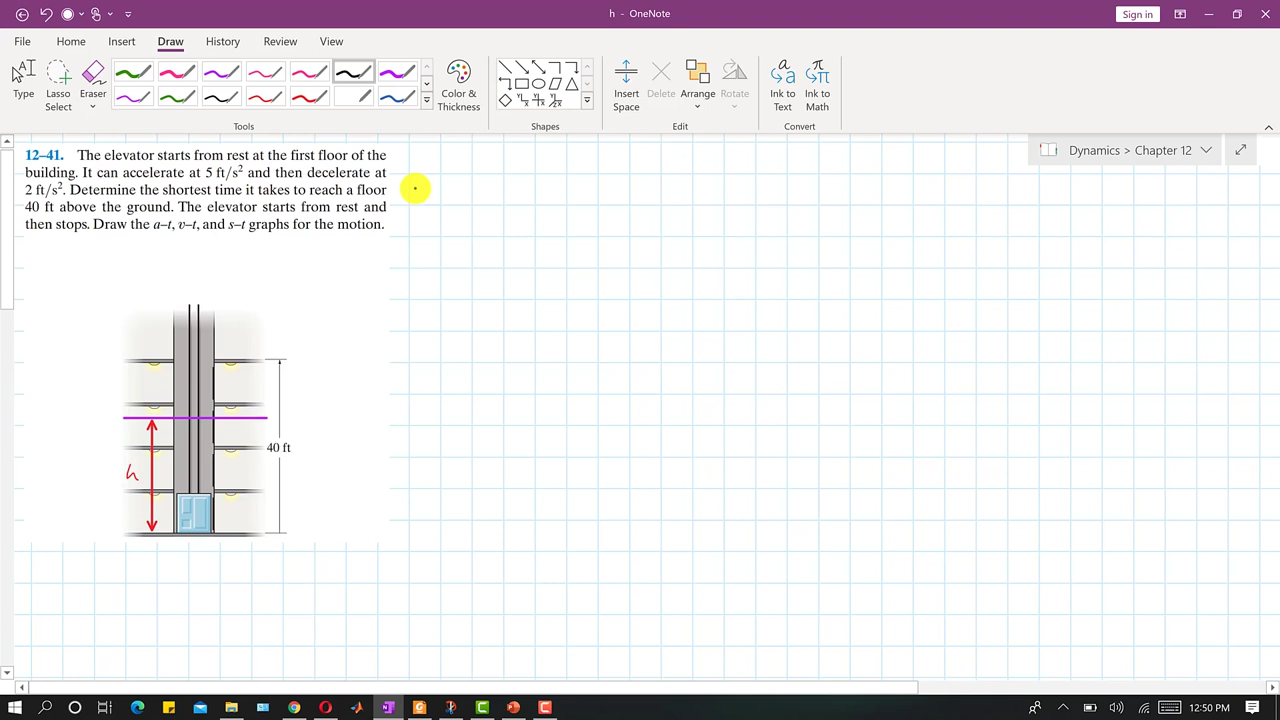 h - OneNote
Sign in
File Home Insert Draw History Review View
Type
Lasso Select
Eraser
Color & Thickness
Insert Space
Delete
Arrange
Rotate
Ink to Text
Ink to Math
Tools
Shapes
Edit
Convert
Dynamics > Chapter 12
12–41. The elevator starts from rest at the first floor of the
building. It can accelerate at 5 ft/s² and then decelerate at
2 ft/s². Determine the shortest time it takes to reach a floor
40 ft above the ground. The elevator starts from rest and
then stops. Draw the a–t, v–t, and s–t graphs for the motion.
40 ft
h
12:50 PM